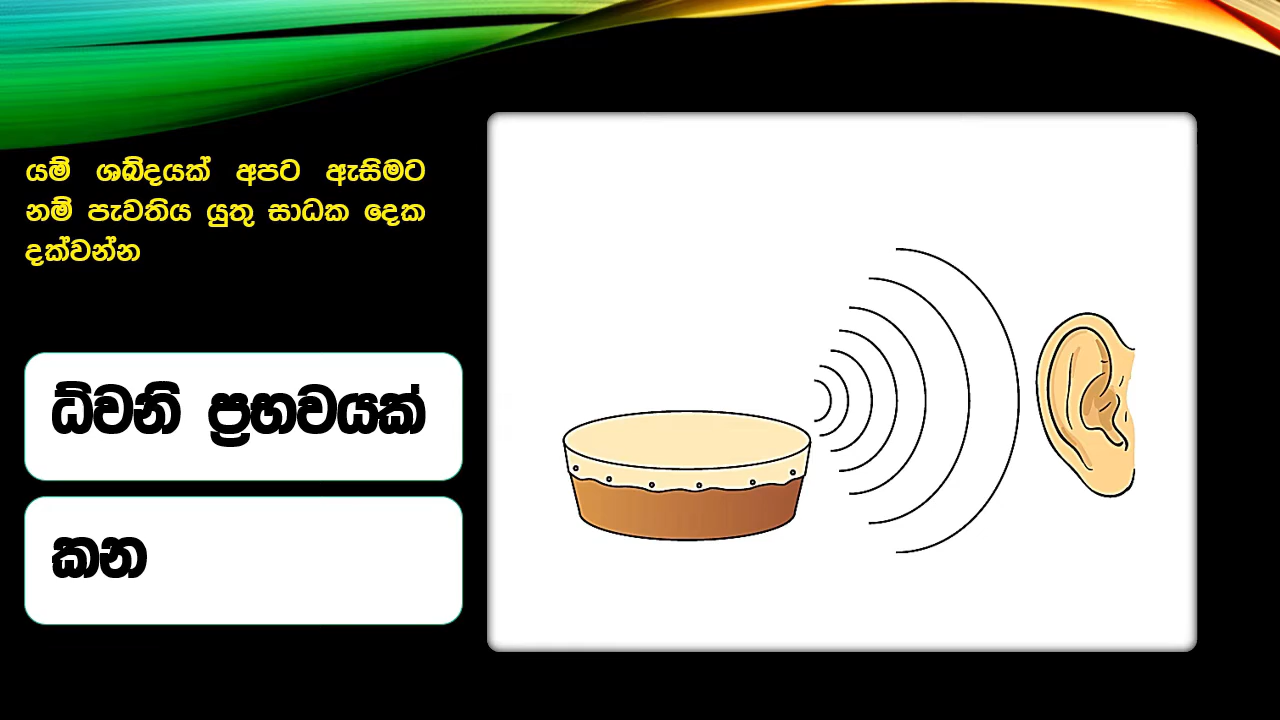 යම් ශබ්දයක් අපට ඇසීමට
නම් පැවතිය යුතු සාධක දෙක
දක්වන්න
ධ්වනි ප්‍රභවයක්
කන